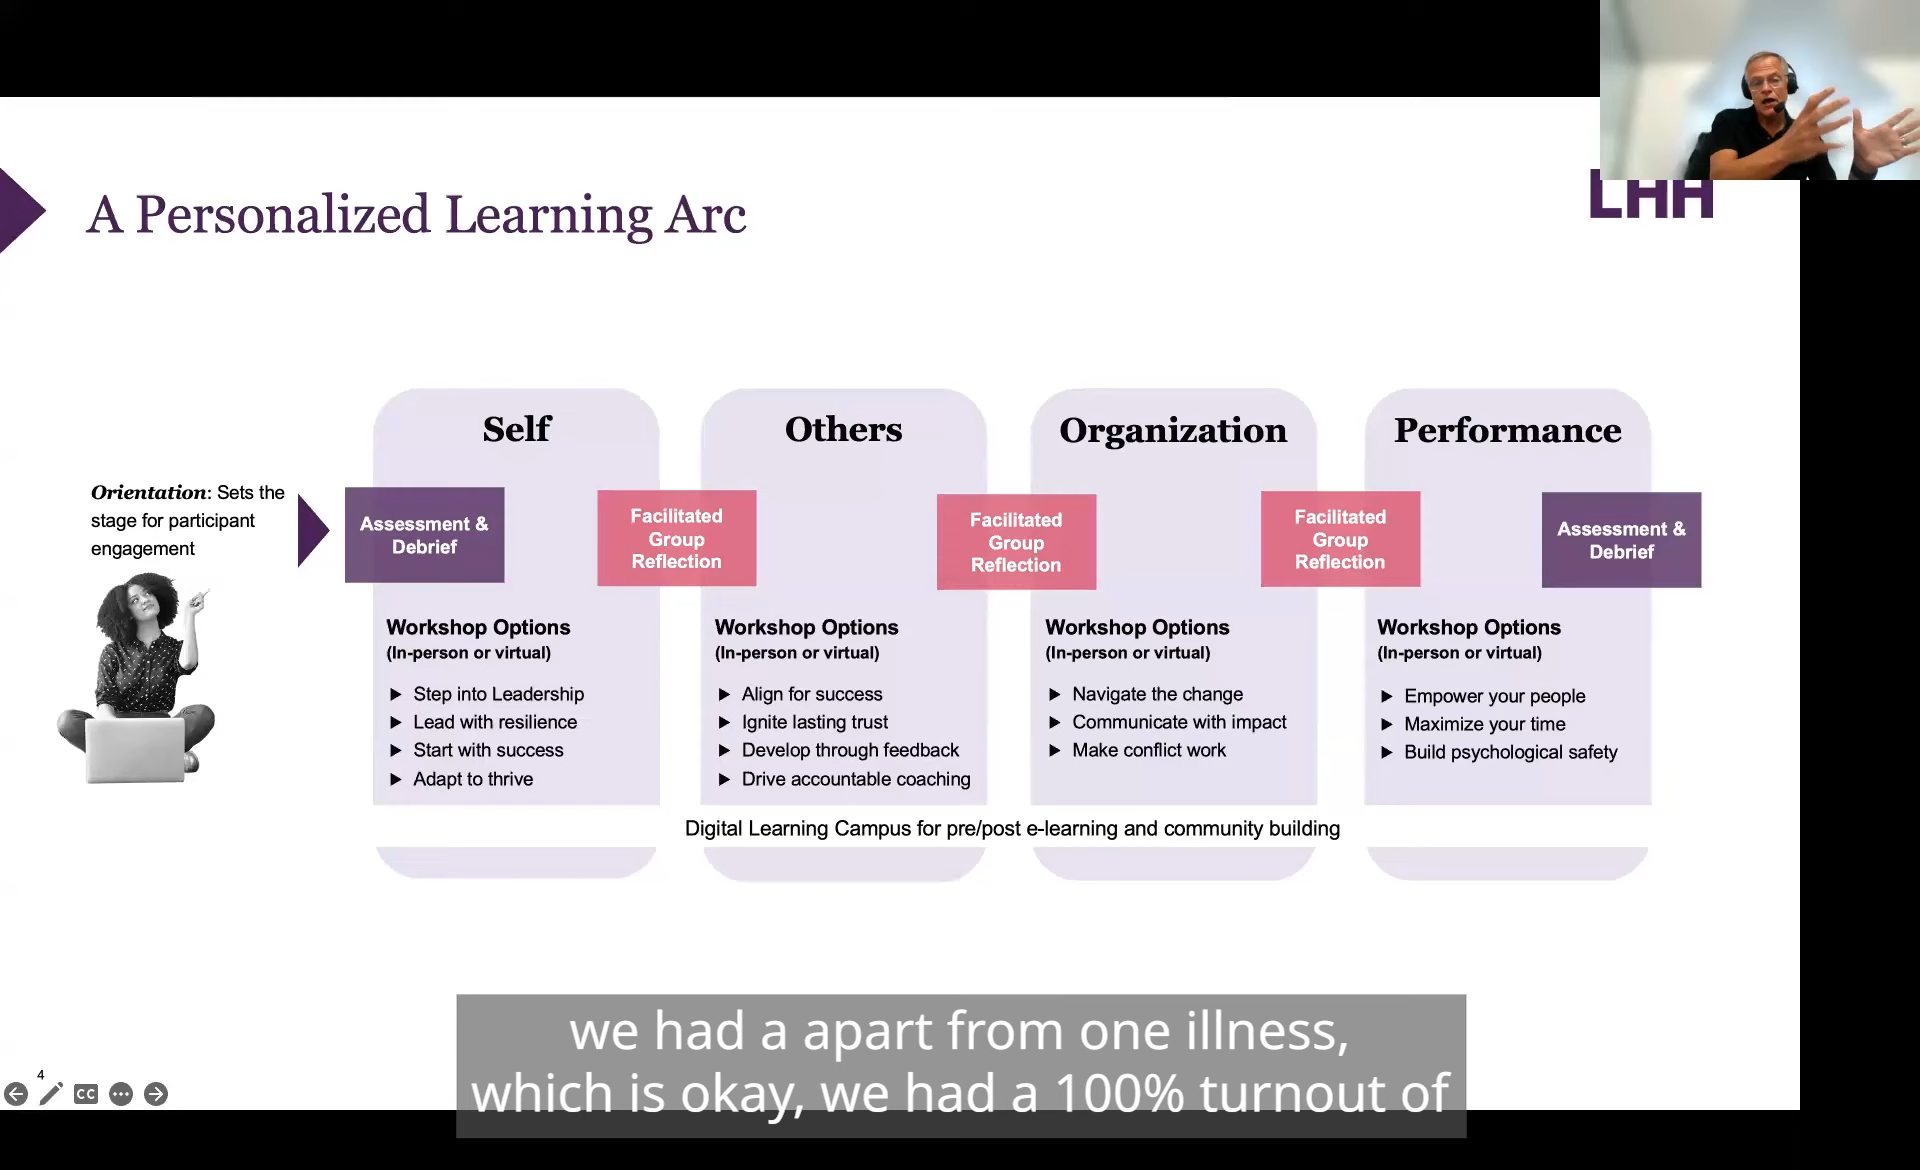 LHH
A Personalized Learning Arc
Orientation: Sets the
stage for participant
engagement
Self
Assessment &
Debrief
Workshop Options
(In-person or virtual)
► Step into Leadership
► Lead with resilience
► Start with success
► Adapt to thrive
Facilitated
Group
Reflection
Others
Workshop Options
(In-person or virtual)
► Align for success
► Ignite lasting trust
► Develop through feedback
► Drive accountable coaching
Facilitated
Group
Reflection
Organization
Workshop Options
(In-person or virtual)
► Navigate the change
► Communicate with impact
► Make conflict work
Facilitated
Group
Reflection
Performance
Assessment &
Debrief
Workshop Options
(In-person or virtual)
► Empower your people
► Maximize your time
► Build psychological safety
Digital Learning Campus for pre/post e-learning and community building
4
CC
we had a apart from one illness,
which is okay, we had a 100% turnout of